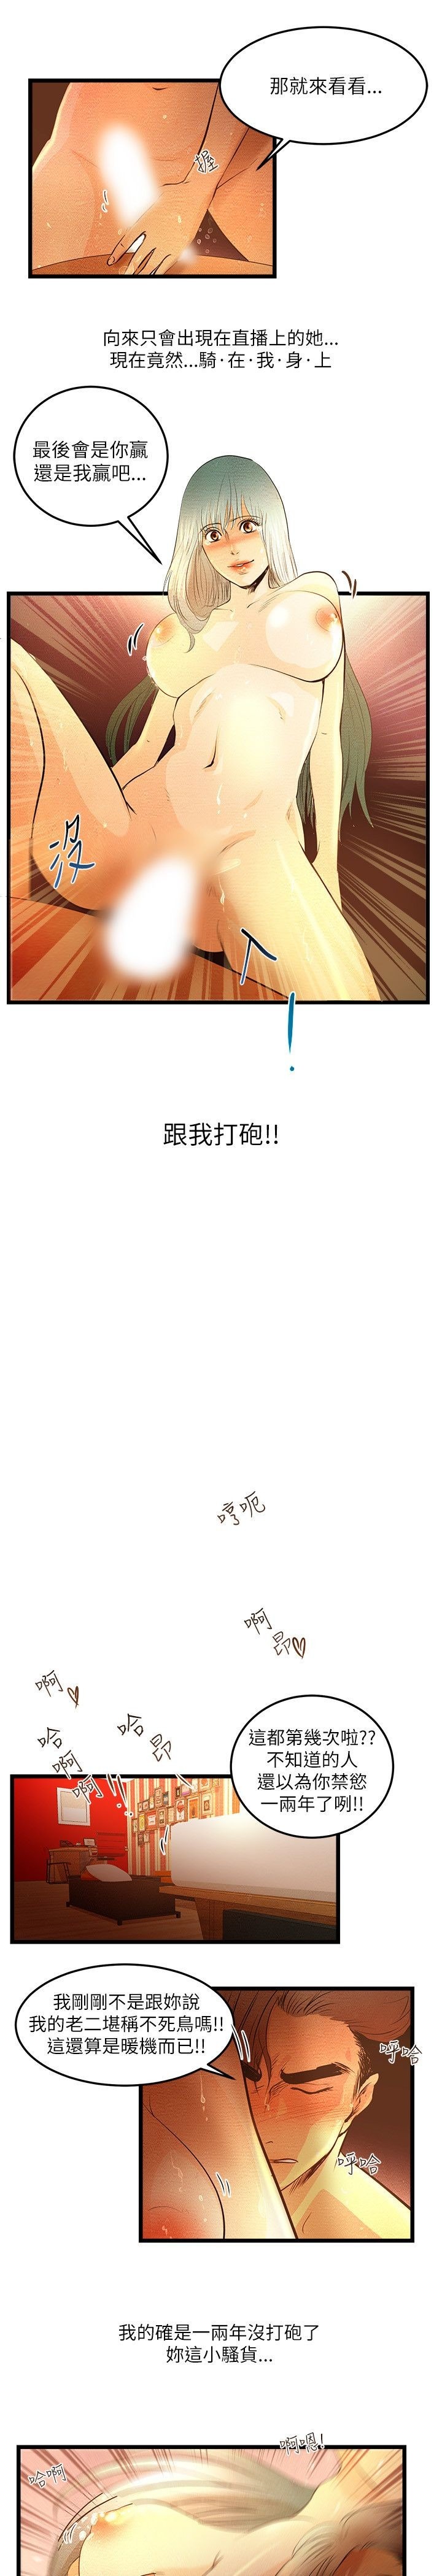 那就來看看...
握
向來只會出現在直播上的她...
現在竟然...騎·在·我·身·上
最後會是你贏
還是我贏吧...
沒
入
!
跟我打砲!!
哼呃
啊
昂♡
啊♡
哈
啊
啊!!
哈
昂
這都第幾次啦??
不知道的人
還以為你禁慾
一兩年了咧!!
我剛剛不是跟妳說
我的老二堪稱不死鳥嗎!!
這還算是暖機而已!!
呼哈
呼哈
我的確是一兩年沒打砲了
妳這小騷貨...
啊嗯!
哈啊